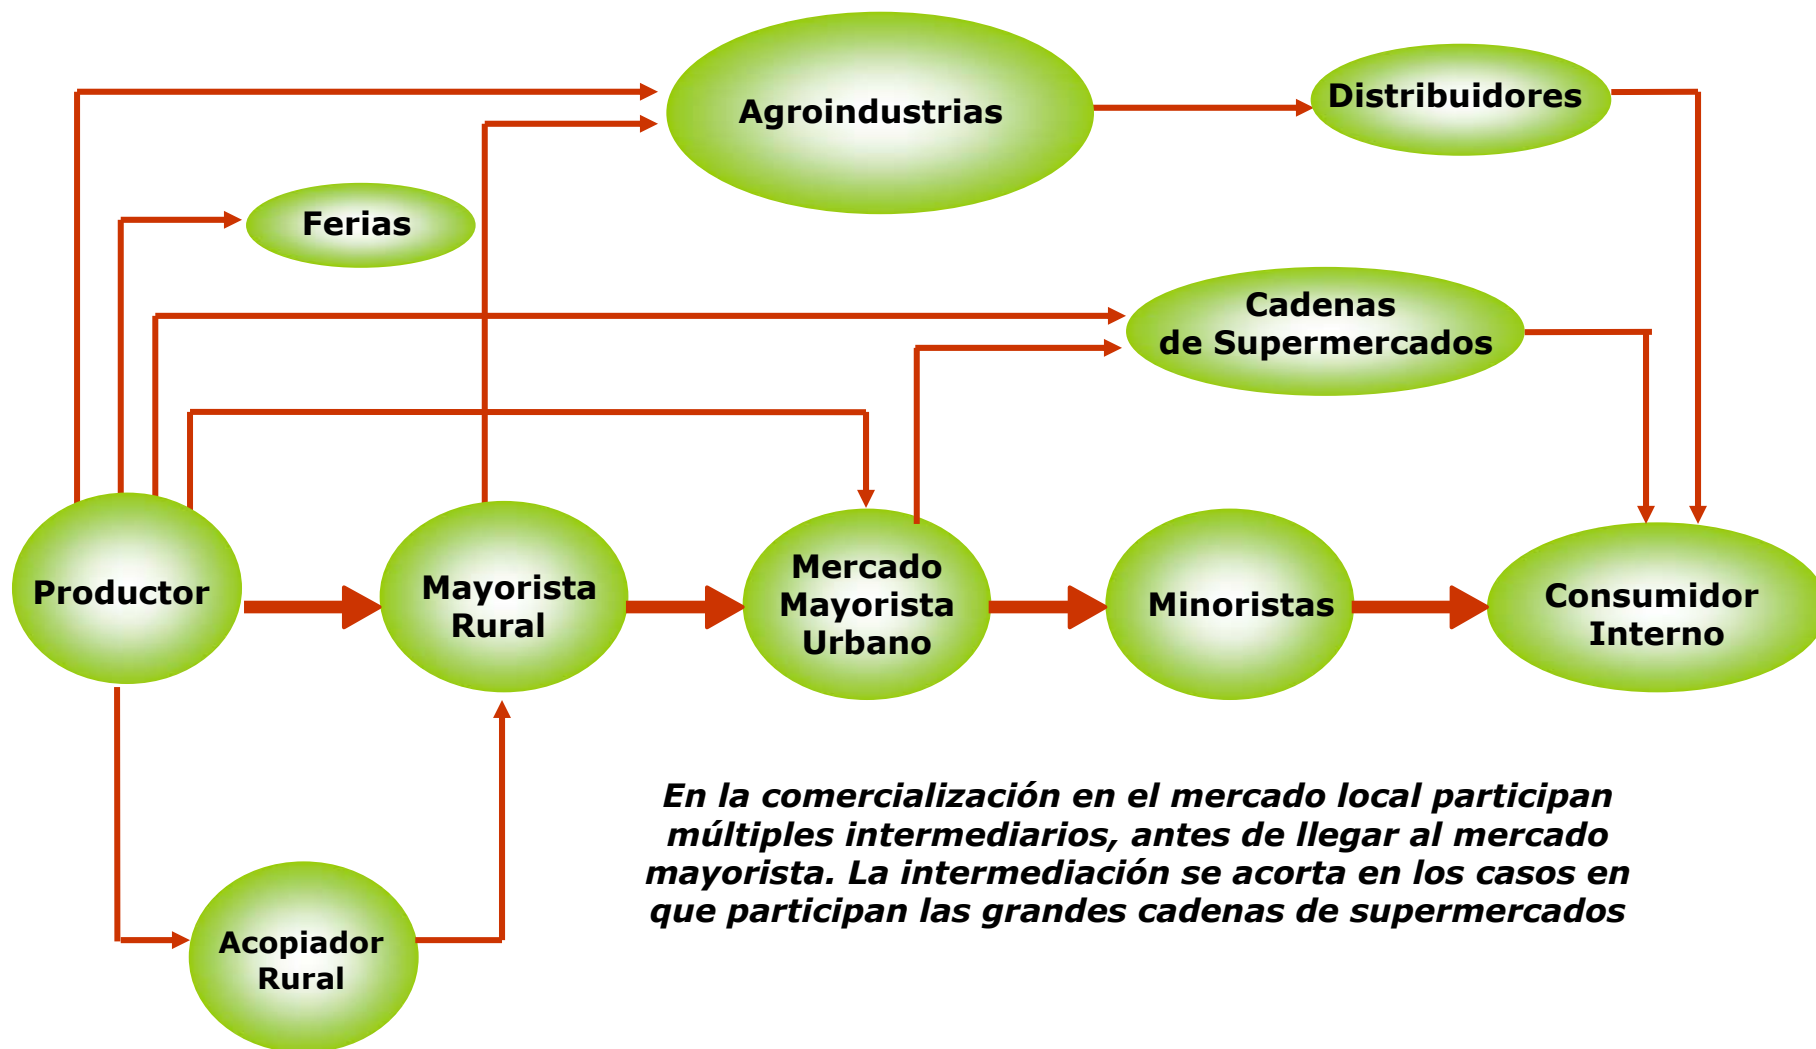 Agroindustrias
Distribuidores
Ferias
Cadenas
de Supermercados
Productor
Mayorista
Rural
Mercado
Mayorista
Urbano
Minoristas
Consumidor
Interno
Acopiador
Rural
En la comercialización en el mercado local participan
múltiples intermediarios, antes de llegar al mercado
mayorista. La intermediación se acorta en los casos en
que participan las grandes cadenas de supermercados